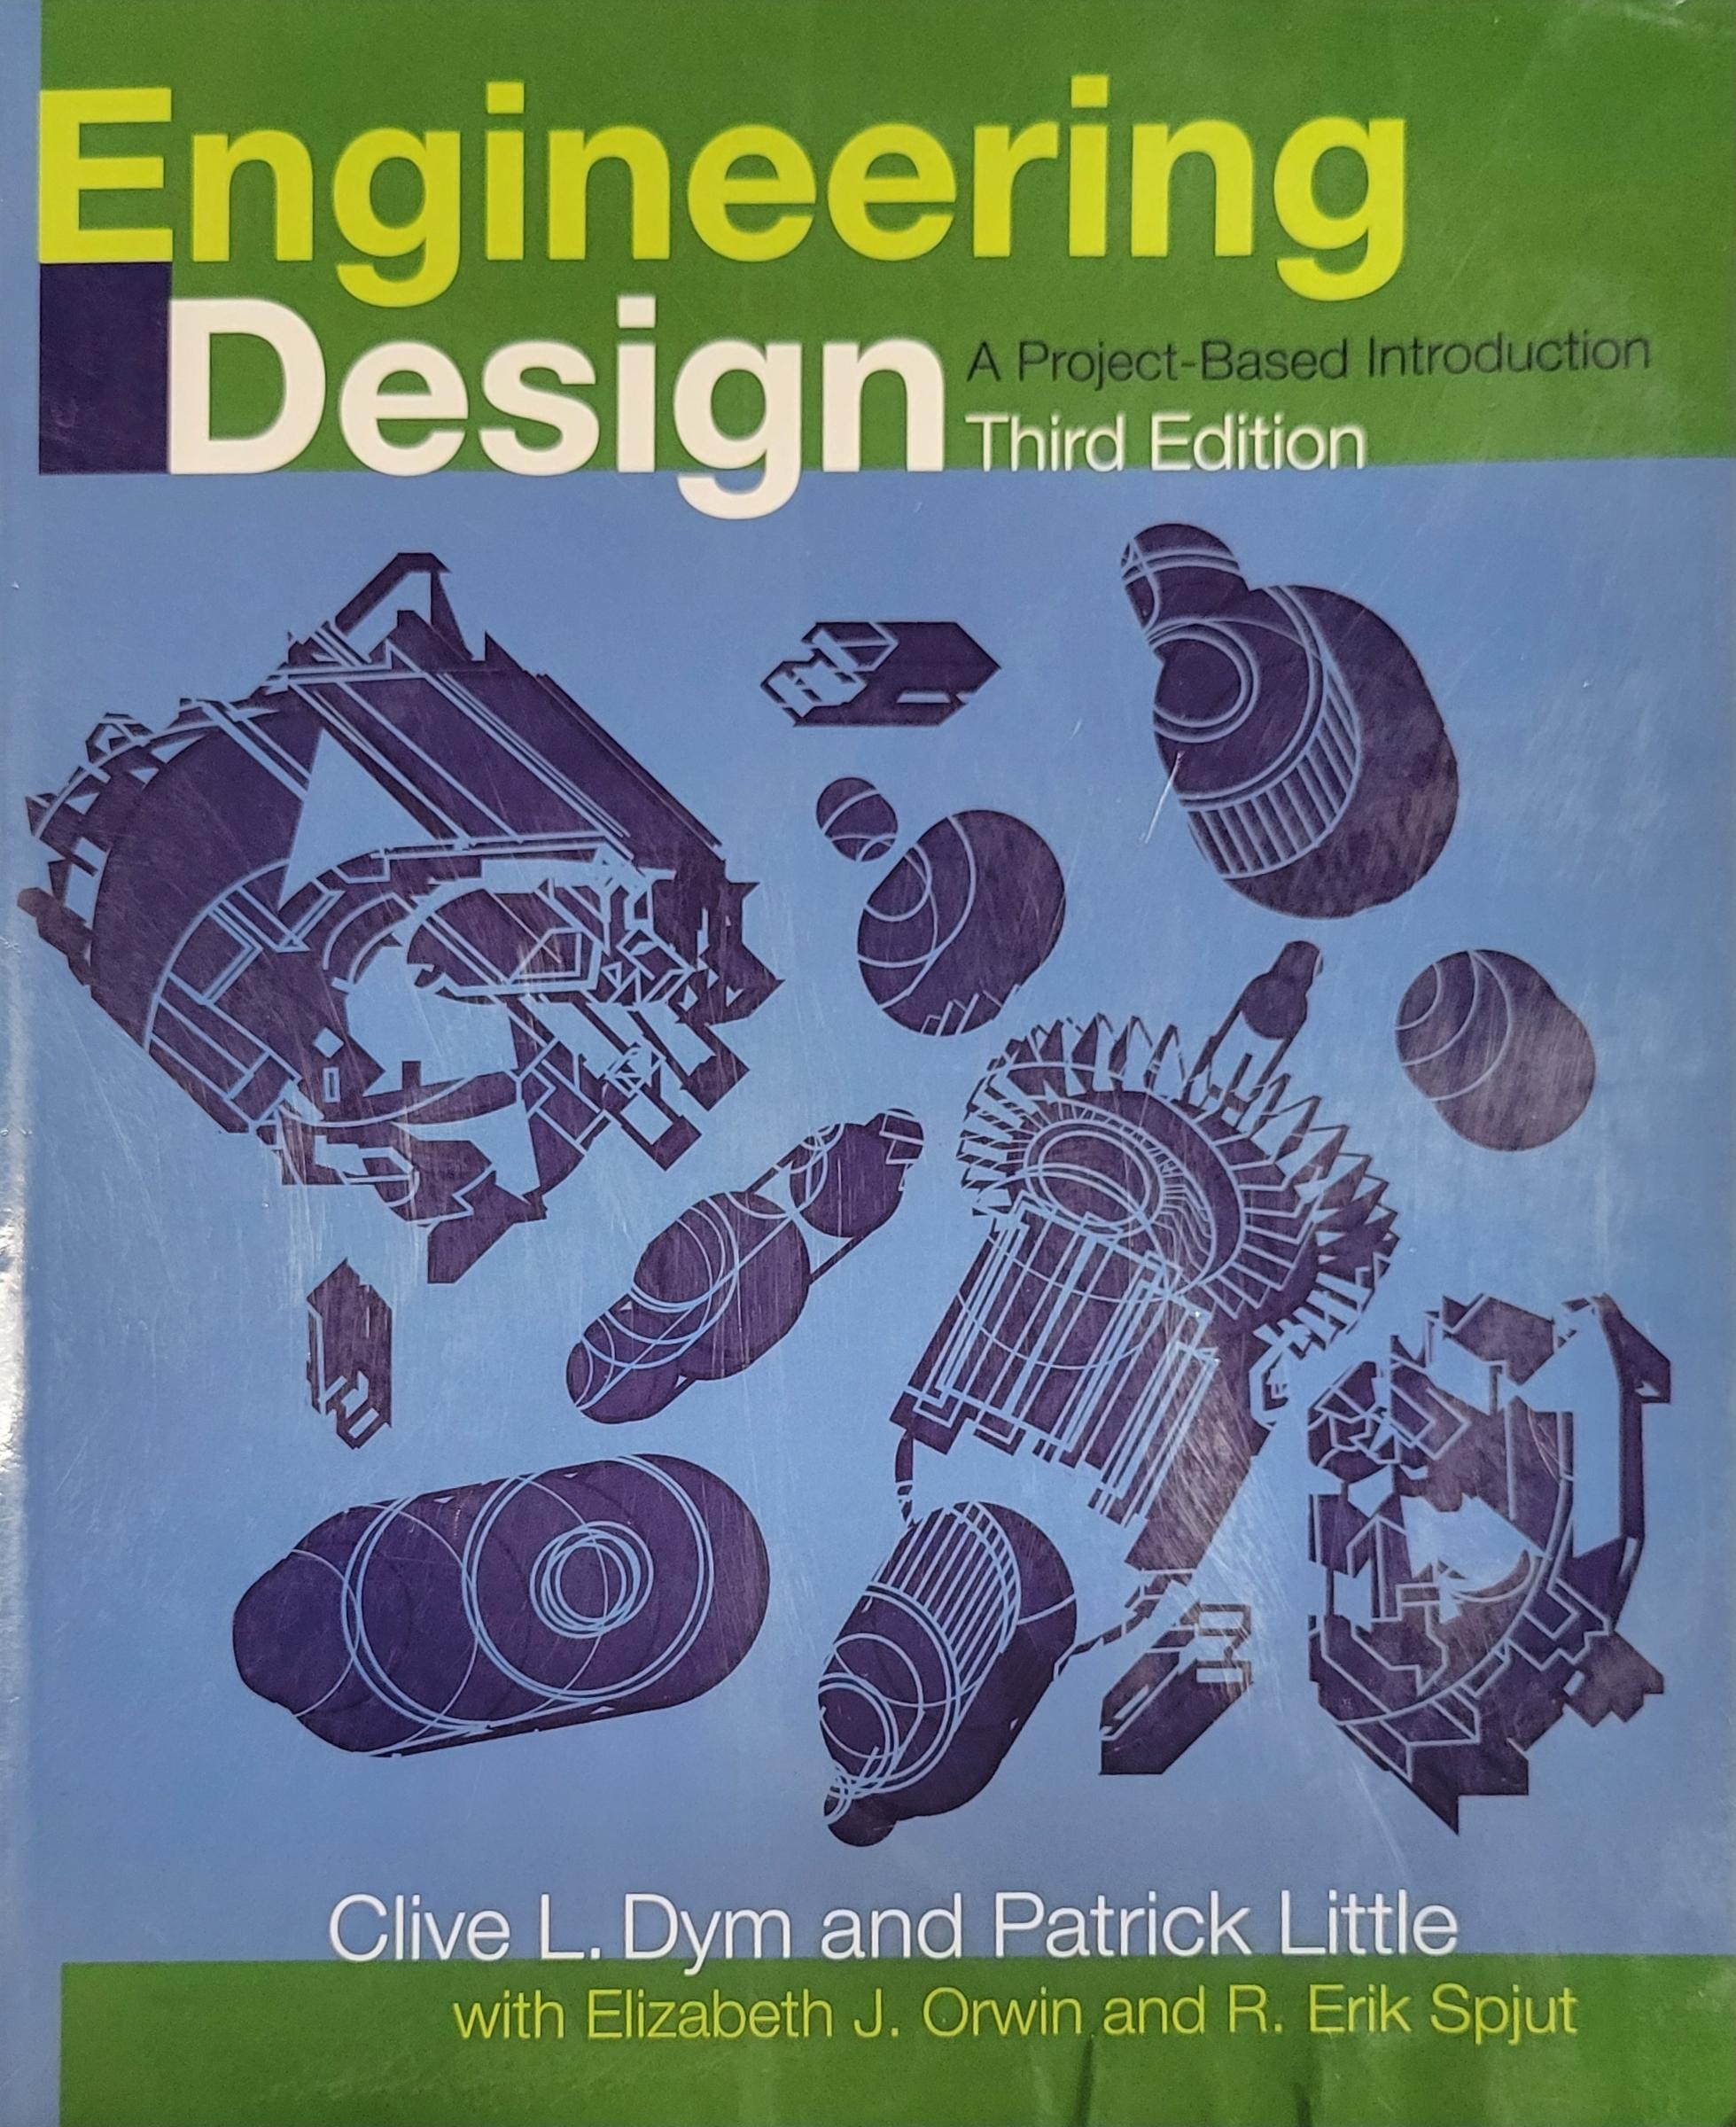 Engineering
Design
A Project-Based Introduction
Third Edition
Clive L. Dym and Patrick Little
with Elizabeth J. Orwin and R. Erik Spjut